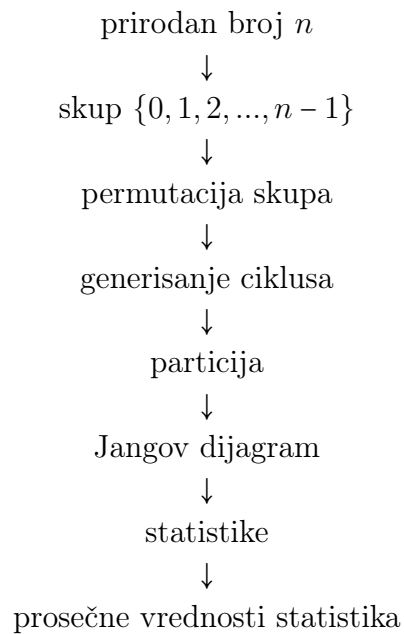 prirodan broj n
↓
skup {0, 1, 2, ..., n − 1}
↓
permutacija skupa
↓
generisanje ciklusa
↓
particija
↓
Jangov dijagram
↓
statistike
↓
prosečne vrednosti statistika